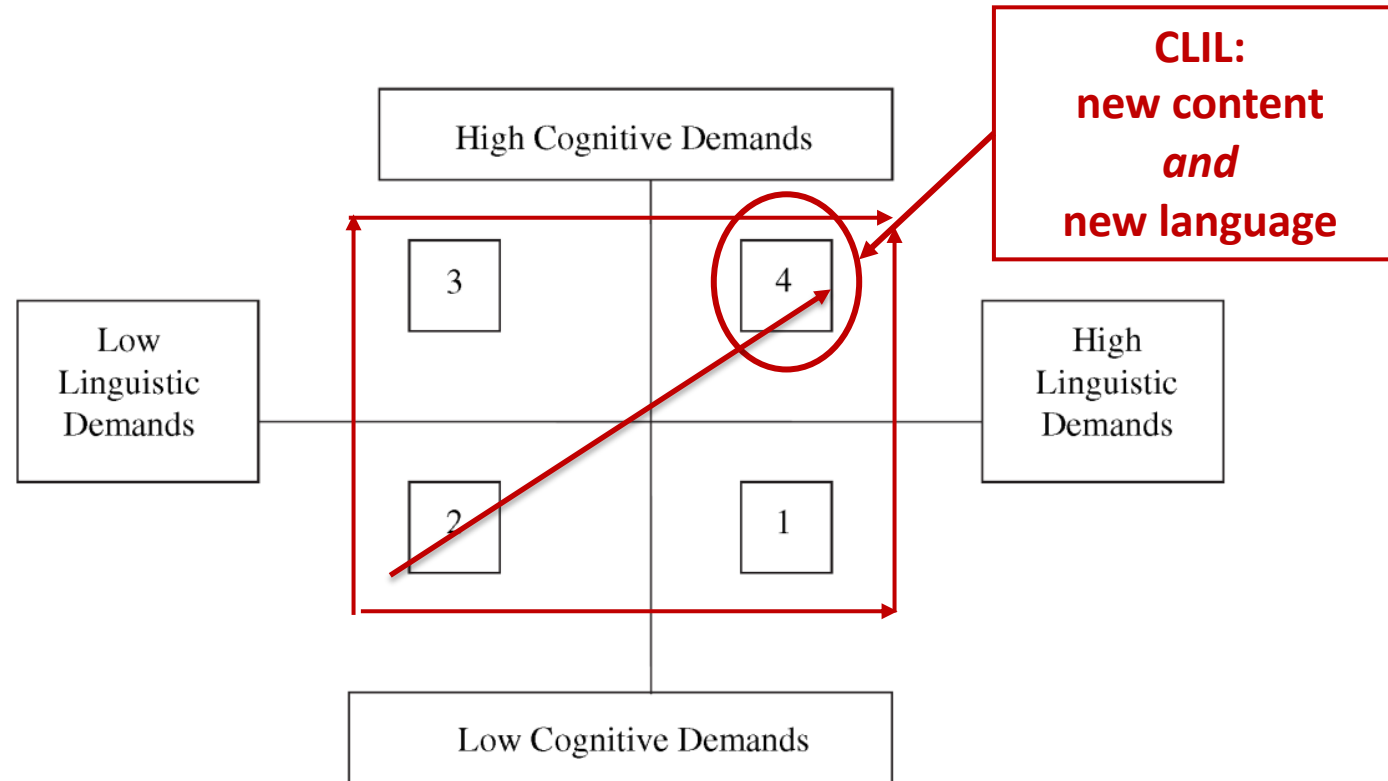 CLIL:
new content
and
new language
High Cognitive Demands
3
4
Low
Linguistic
Demands
High
Linguistic
Demands
2
1
Low Cognitive Demands